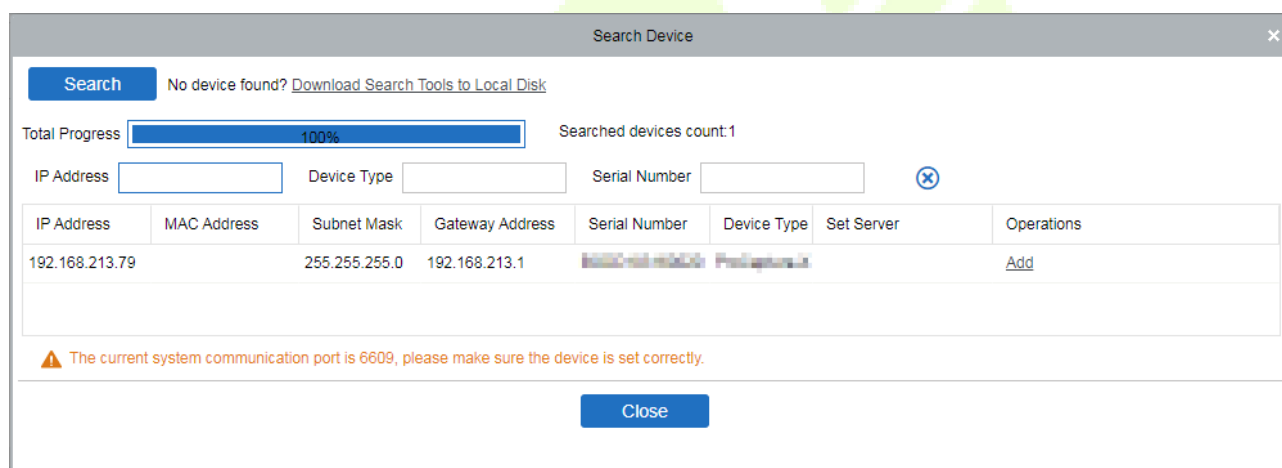 Search Device
Search No device found? Download Search Tools to Local Disk
Total Progress 100% Searched devices count:1
IP Address Device Type Serial Number
IP Address MAC Address Subnet Mask Gateway Address Serial Number Device Type Set Server Operations
192.168.213.79 255.255.255.0 192.168.213.1 Add
The current system communication port is 6609, please make sure the device is set correctly.
Close